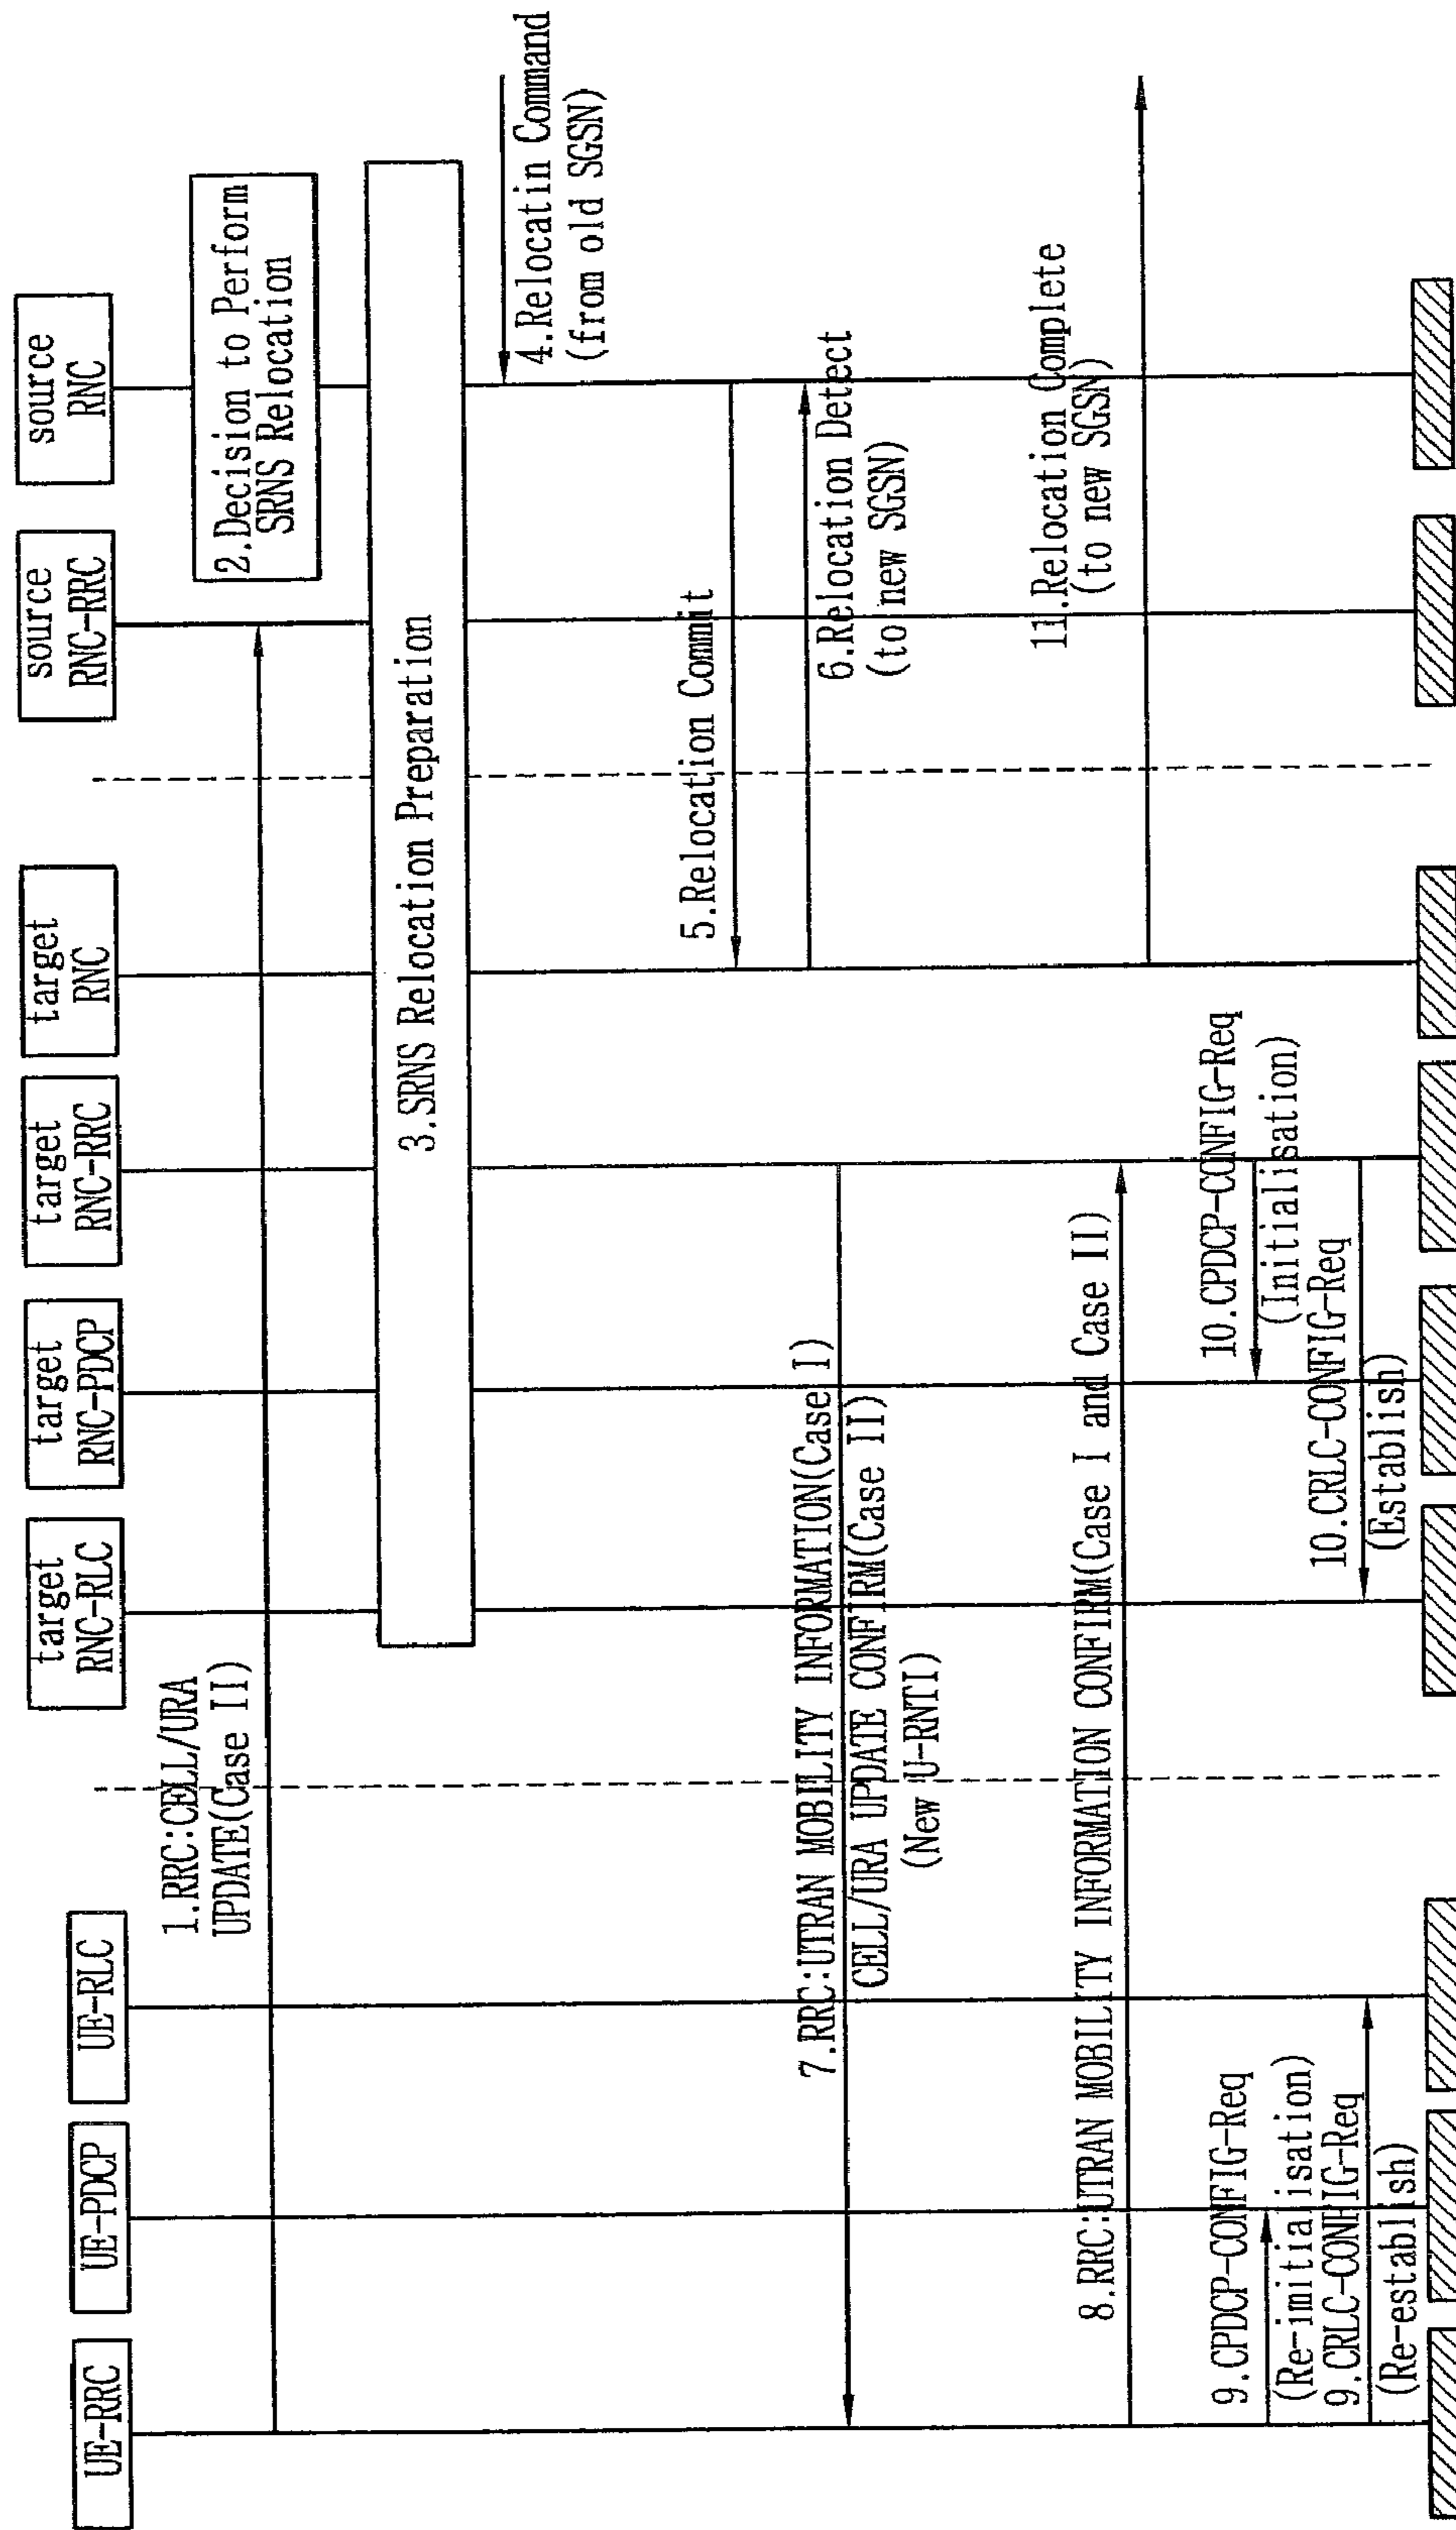 UE-RRC
UE-PDCP
UE-RLC
target
RNC-RLC
target
RNC-PDCP
target
RNC-RRC
target
RNC
source
RNC-RRC
source
RNC
1.RRC:CELL/URA
UPDATE(Case II)
2.Decision to Perform
SRNS Relocation
3.SRNS Relocation Preparation
4.Relocatin Command
(from old SGSN)
5.Relocation Commit
6.Relocation Detect
(to new SGSN)
7.RRC:UTRAN MOBILITY INFORMATION(Case I)
CELL/URA UPDATE CONFIRM(Case II)
(New U-RNTI)
8.RRC:UTRAN MOBILITY INFORMATION CONFIRM(Case I and Case II)
11.Relocation Complete
(to new SGSN)
9.CPDCP-CONFIG-Req
(Re-imitialisation)
9.CRLC-CONHIG-Req
(Re-establish)
10.CPDCP-CONFIG-Req
(Initialisation)
10.CRLC-CONFIG-Req
(Establish)